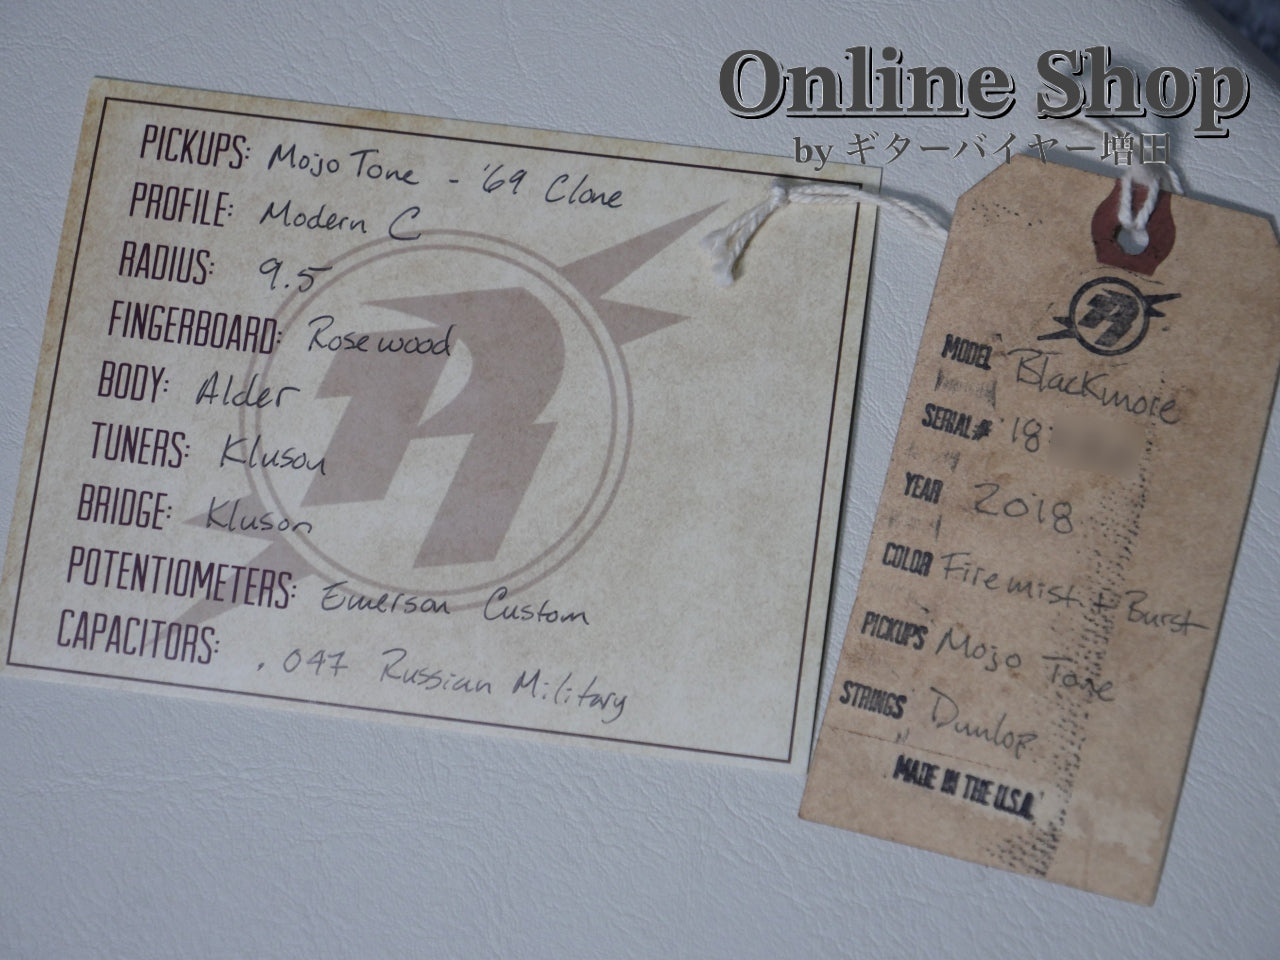 Online Shop
by ギターバイヤー増田
PICKUPS: Mojo Tone - '69 Clone
PROFILE: Modern C
RADIUS: 9.5
FINGERBOARD: Rosewood
BODY: Alder
TUNERS: Kluson
BRIDGE: Kluson
POTENTIOMETERS: Emerson Custom
CAPACITORS: .047 Russian Military
R
R
MODEL Blackmore
SERIAL# 18
YEAR 2018
COLOR Firemist + Burst
PICKUPS Mojo Tone
STRINGS Dunlop
MADE IN THE U.S.A.